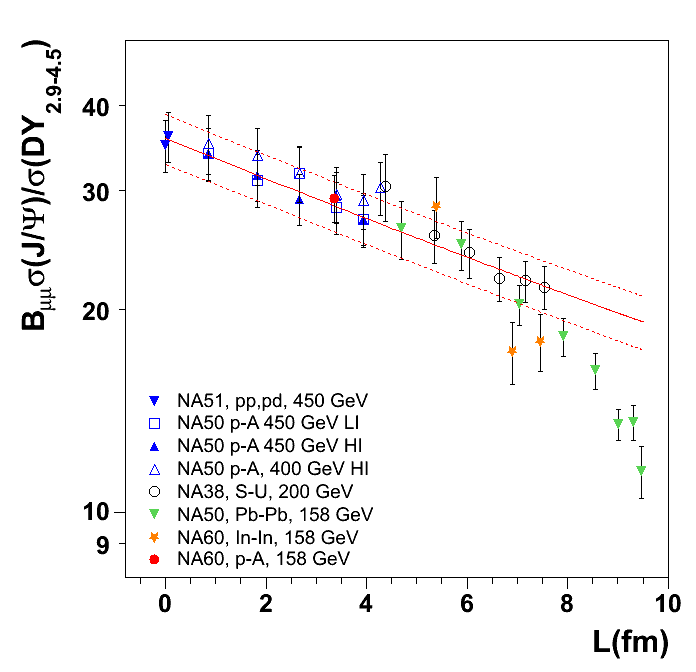 B_μμσ(J/Ψ)/σ(DY_2.9-4.5)
40
30
20
10
9
NA51, pp,pd, 450 GeV
NA50 p-A 450 GeV LI
NA50 p-A 450 GeV HI
NA50 p-A, 400 GeV HI
NA38, S-U, 200 GeV
NA50, Pb-Pb, 158 GeV
NA60, In-In, 158 GeV
NA60, p-A, 158 GeV
0 2 4 6 8 10
L(fm)